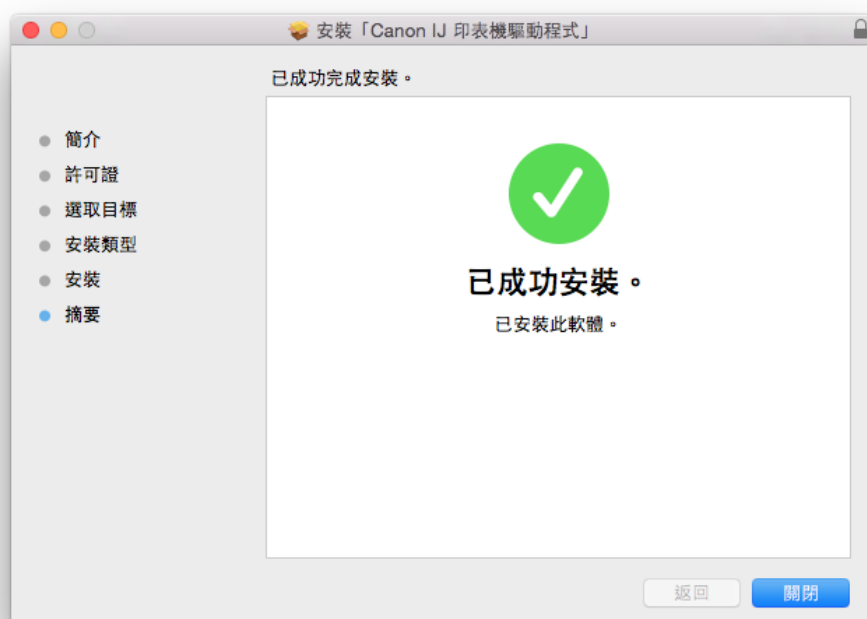 安裝「Canon IJ 印表機驅動程式」
已成功完成安裝。
簡介
許可證
選取目標
安裝類型
安裝
摘要
已成功安裝。
已安裝此軟體。
返回
關閉